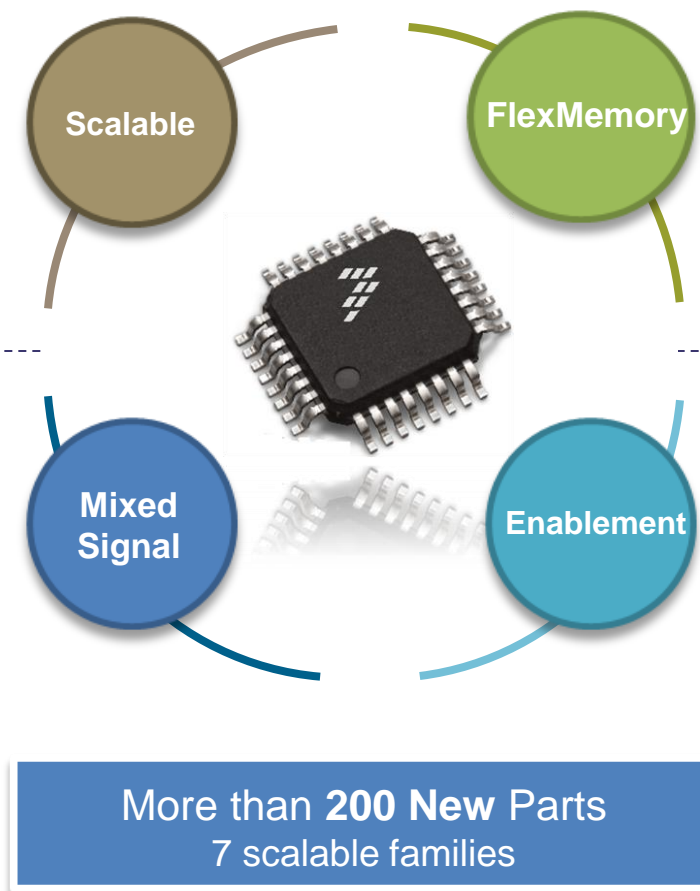 Scalable
FlexMemory
Mixed
Signal
Enablement
More than 200 New Parts
7 scalable families